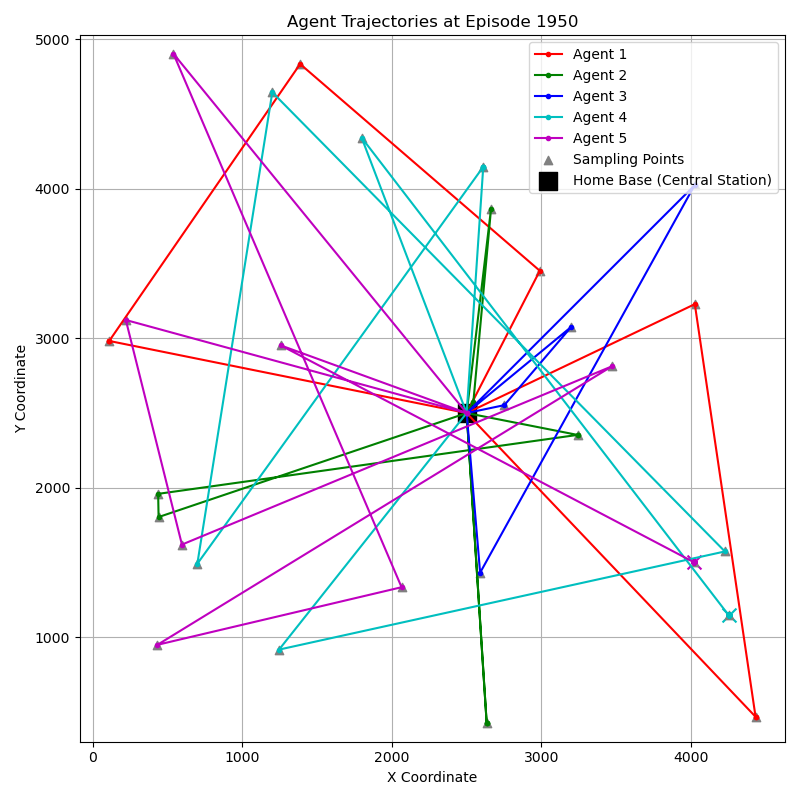 Agent Trajectories at Episode 1950
Agent 1
Agent 2
Agent 3
Agent 4
Agent 5
Sampling Points
Home Base (Central Station)
5000
4000
3000
2000
1000
Y Coordinate
0
1000
2000
3000
4000
X Coordinate